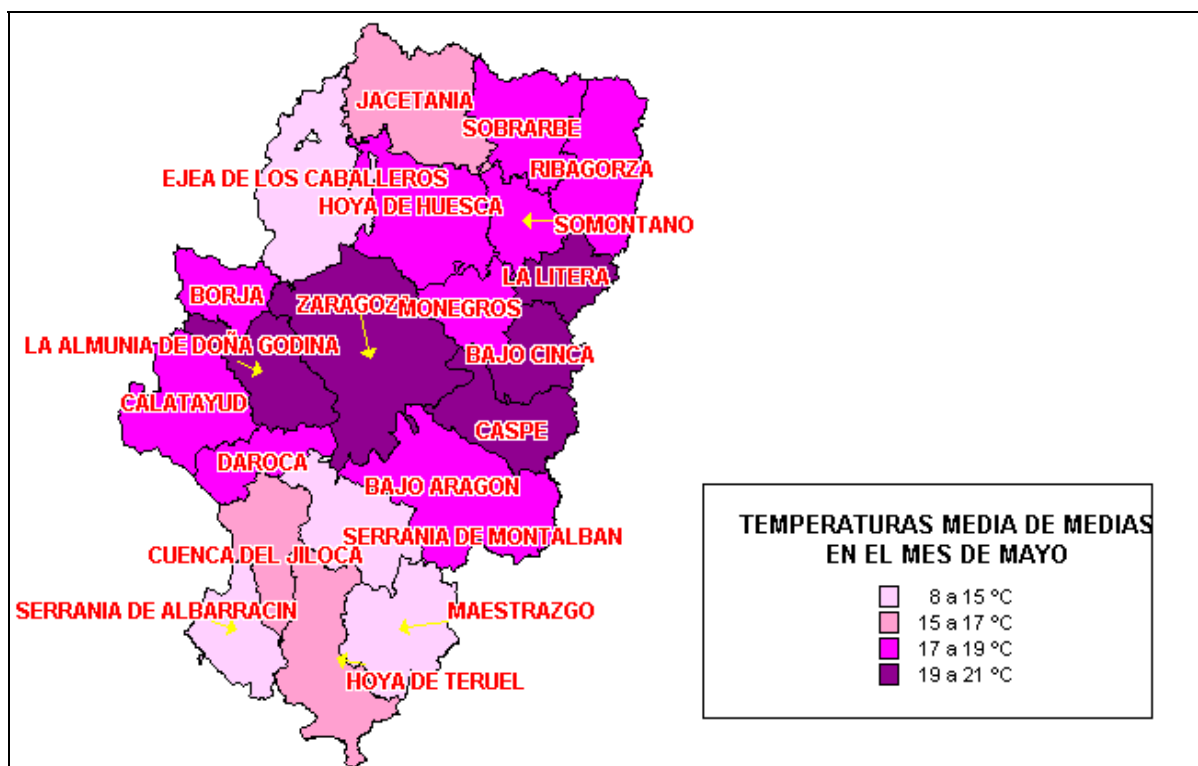 JACETANIA
SOBRARBE
RIBAGORZA
EJEA DE LOS CABALLEROS
HOYA DE HUESCA
SOMONTANO
LA LITERA
BORJA
ZARAGOZA
MONEGROS
LA ALMUNIA DE DOÑA GODINA
BAJO CINCA
CALATAYUD
CASPE
DAROCA
BAJO ARAGON
SERRANIA DE MONTALBAN
CUENCA DEL JILOCA
SERRANIA DE ALBARRACIN
MAESTRAZGO
HOYA DE TERUEL
TEMPERATURAS MEDIA DE MEDIAS
EN EL MES DE MAYO
8 a 15 ºC
15 a 17 ºC
17 a 19 ºC
19 a 21 ºC